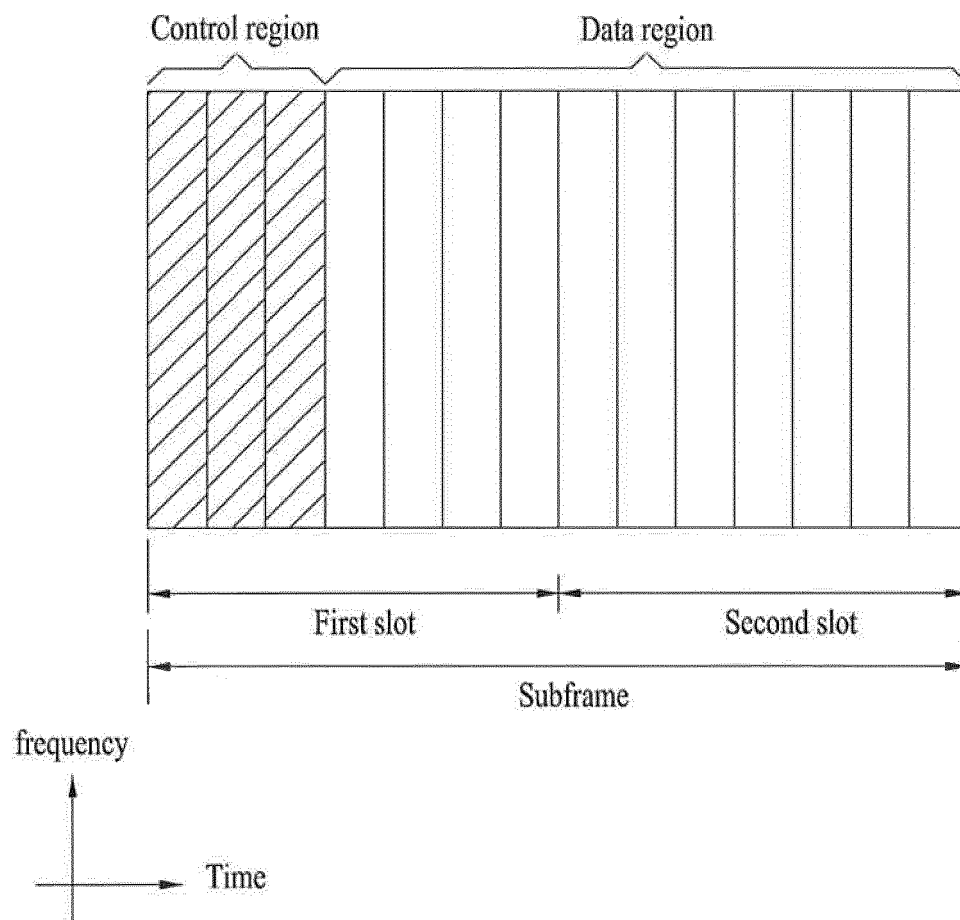 Control region
Data region
First slot
Second slot
Subframe
frequency
Time